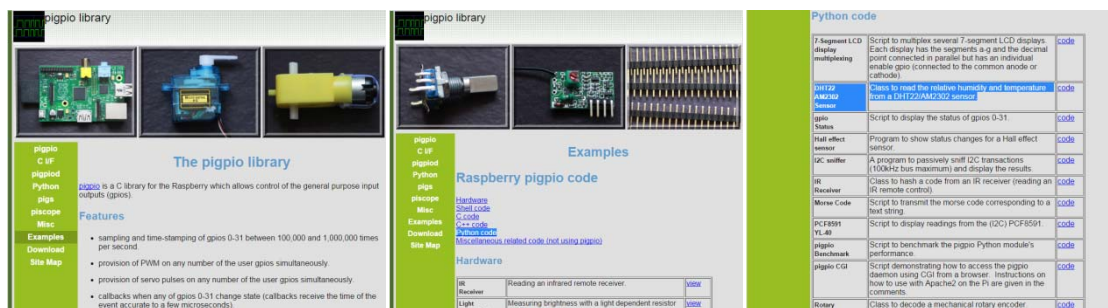 pigpio library
pigpio
C I/F
pigpiod
Python
pigs
piscope
Misc
Examples
Download
Site Map
The pigpio library
pigpio is a C library for the Raspberry which allows control of the general purpose input
outputs (gpios).
Features
sampling and time-stamping of gpios 0-31 between 100,000 and 1,000,000 times
per second.
provision of PWM on any number of the user gpios simultaneously.
provision of servo pulses on any number of the user gpios simultaneously.
callbacks when any of gpios 0-31 change state (callbacks receive the time of the
event accurate to a few microseconds).
pigpio library
pigpio
C I/F
pigpiod
Python
pigs
piscope
Misc
Examples
Download
Site Map
Examples
Raspberry pigpio code
Hardware
Shell code
C code
C++ code
Python code
Miscellaneous related code (not using pigpio)
Hardware
IR Reading an infrared remote receiver. view
Receiver
Light Measuring brightness with a light dependent resistor view
Python code
7-Segment LCD Script to multiplex several 7-segment LCD displays. code
display Each display has the segments a-g and the decimal
multiplexing point connected in parallel but has an individual
enable gpio (connected to the common anode or
cathode).
DHT22 Class to read the relative humidity and temperature code
AM2302 from a DHT22/AM2302 sensor
Sensor
gpio Script to display the status of gpios 0-31. code
Status
Hall effect Program to show status changes for a Hall effect code
sensor sensor.
I2C sniffer A program to passively sniff I2C transactions code
(100kHz bus maximum) and display the results.
IR Class to hash a code from an IR receiver (reading an code
Receiver IR remote control).
Morse Code Script to transmit the morse code corresponding to a code
text string.
PCF8591 Script to display readings from the (I2C) PCF8591. code
YL-40
pigpio Script to benchmark the pigpio Python module's code
Benchmark performance.
pigpio CGI Script demonstrating how to access the pigpio code
daemon using CGI from a browser. Instructions on
how to use with Apache2 on the Pi are given in the
comments.
Rotary Class to decode a mechanical rotary encoder. code